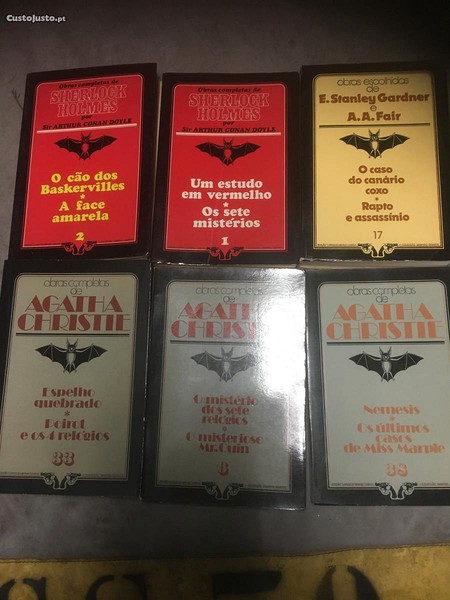 CustoJusto.pt
Obras completas de
SHERLOCK
HOLMES
por
Sir ARTHUR CONAN DOYLE
O cão dos
Baskervilles
*
A face
amarela
2
Obras completas de
SHERLOCK
HOLMES
por
Sir ARTHUR CONAN DOYLE
Um estudo
em vermelho
*
Os sete
mistérios
1
obras escolhidas
de
E. Stanley Gardner
e
A. A. Fair
O caso
do canário
coxo
*
Rapto
e assassínio
17
obras completas
de
AGATHA
CHRISTIE
Espelho
quebrado
*
Poirot
e os 4 relógios
33
obras completas
de
AGATHA
CHRISTIE
O mistério
dos sete
relógios
*
O misterioso
Mr. Quin
6
obras completas
de
AGATHA
CHRISTIE
Nemesis
*
Os últimos
casos
de Miss Marple
38